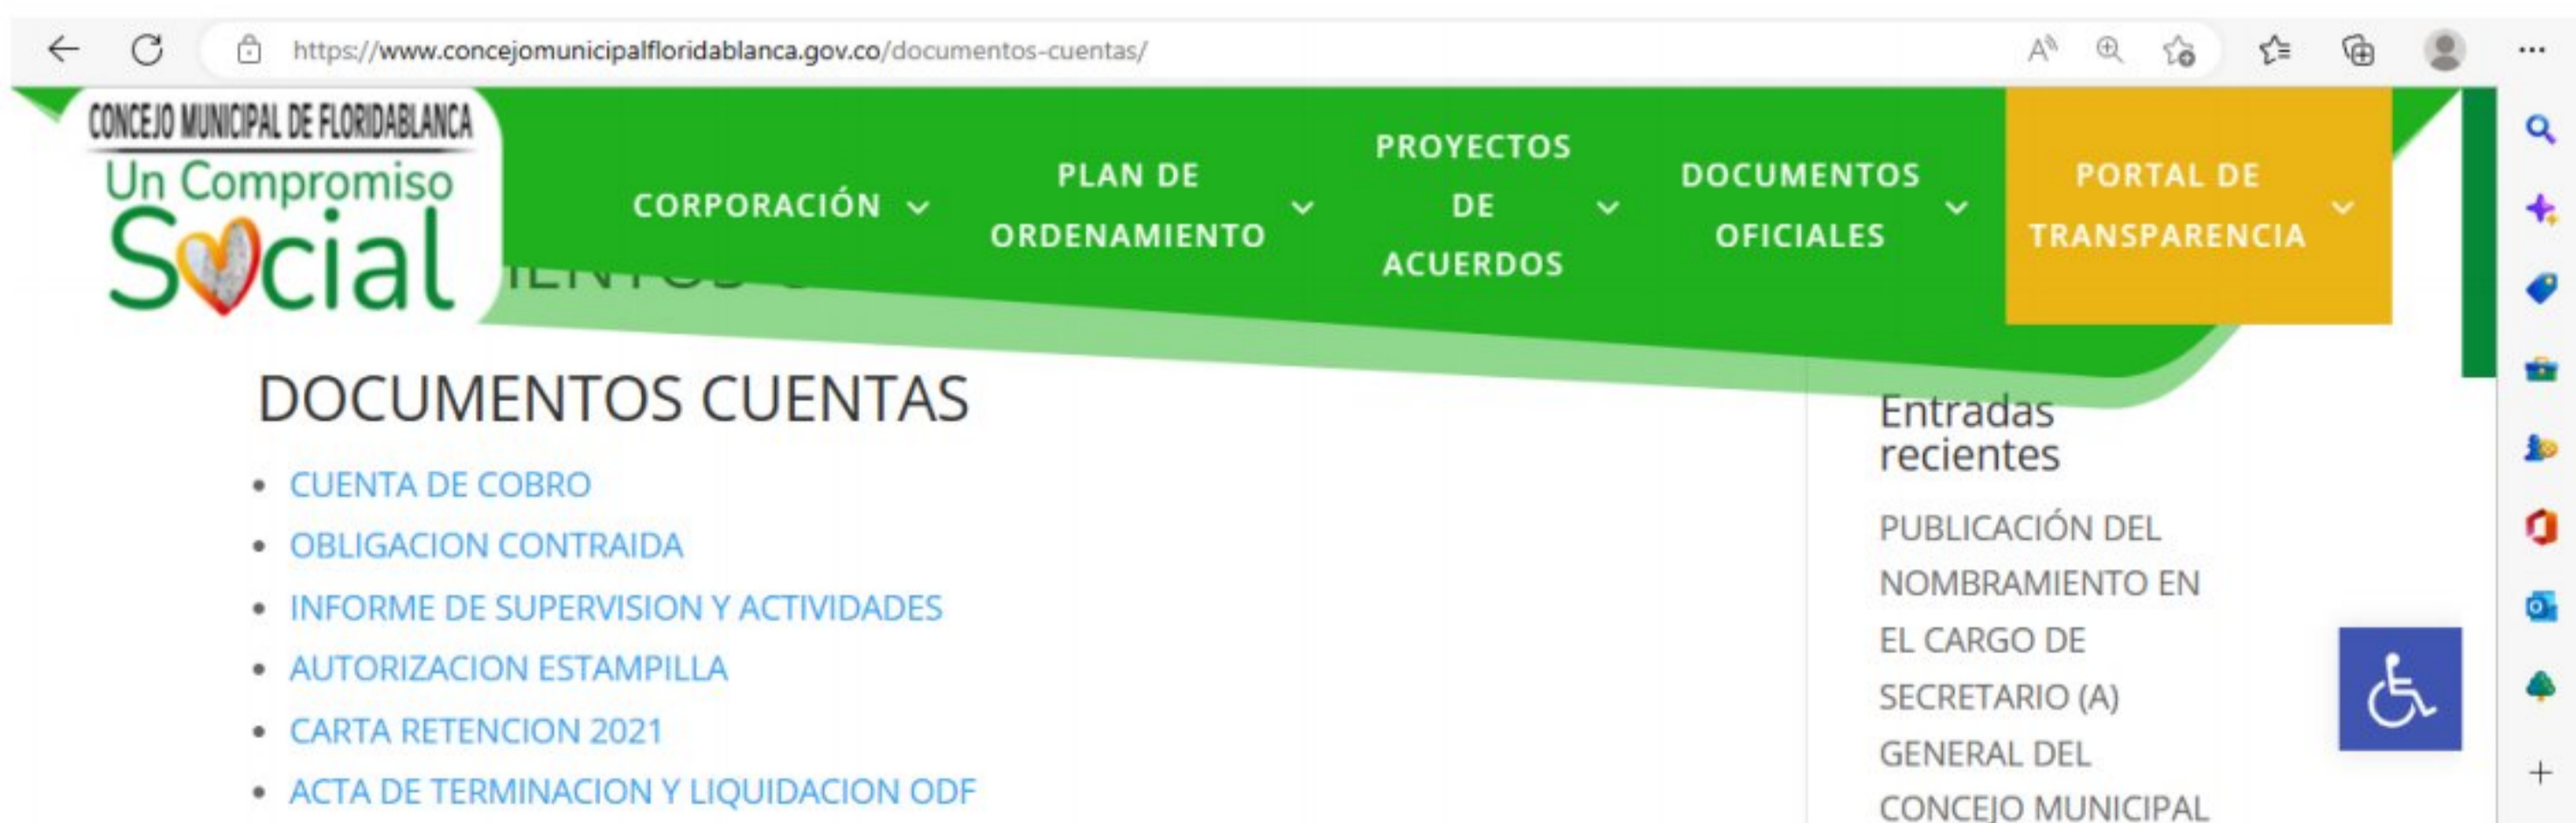 https://www.concejomunicipalfloridablanca.gov.co/documentos-cuentas/
CONCEJO MUNICIPAL DE FLORIDABLANCA
Un Compromiso
Social
CORPORACIÓN
PLAN DE
ORDENAMIENTO
PROYECTOS
DE
ACUERDOS
DOCUMENTOS
OFICIALES
PORTAL DE
TRANSPARENCIA
DOCUMENTOS CUENTAS
CUENTA DE COBRO
OBLIGACION CONTRAIDA
INFORME DE SUPERVISION Y ACTIVIDADES
AUTORIZACION ESTAMPILLA
CARTA RETENCION 2021
ACTA DE TERMINACION Y LIQUIDACION ODF
Entradas
recientes
PUBLICACIÓN DEL
NOMBRAMIENTO EN
EL CARGO DE
SECRETARIO (A)
GENERAL DEL
CONCEJO MUNICIPAL